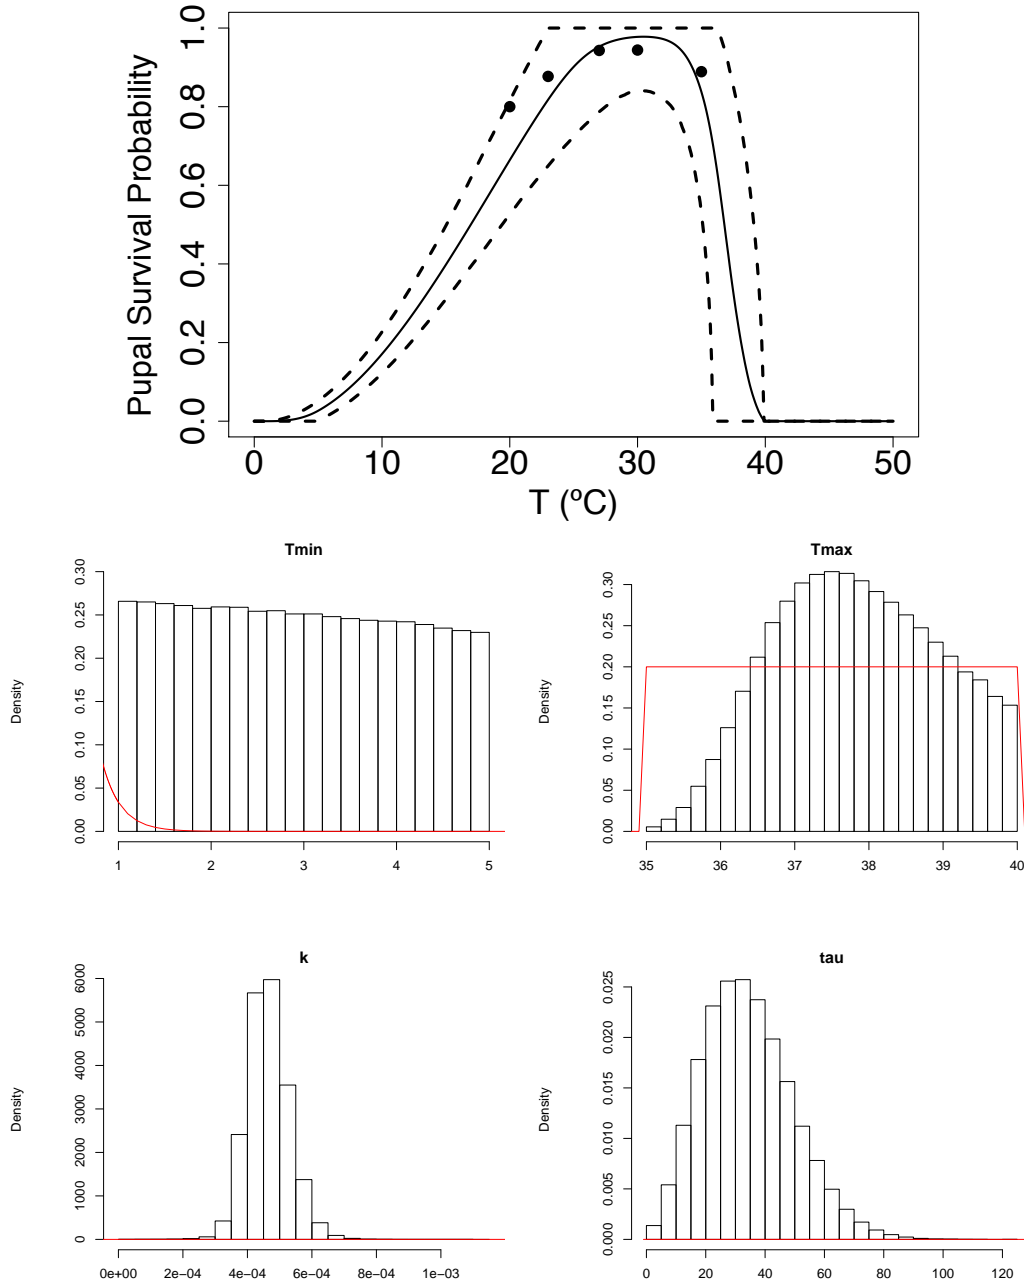 Pupal Survival Probability
0.0 0.2 0.4 0.6 0.8 1.0
0 10 20 30 40 50
T (ºC)
Tmin
Density
0.00 0.05 0.10 0.15 0.20 0.25 0.30
1 2 3 4 5
Tmax
Density
0.00 0.05 0.10 0.15 0.20 0.25 0.30
35 36 37 38 39 40
k
Density
0 1000 2000 3000 4000 5000 6000
0e+00 2e−04 4e−04 6e−04 8e−04 1e−03
tau
Density
0.000 0.005 0.010 0.015 0.020 0.025
0 20 40 60 80 100 120